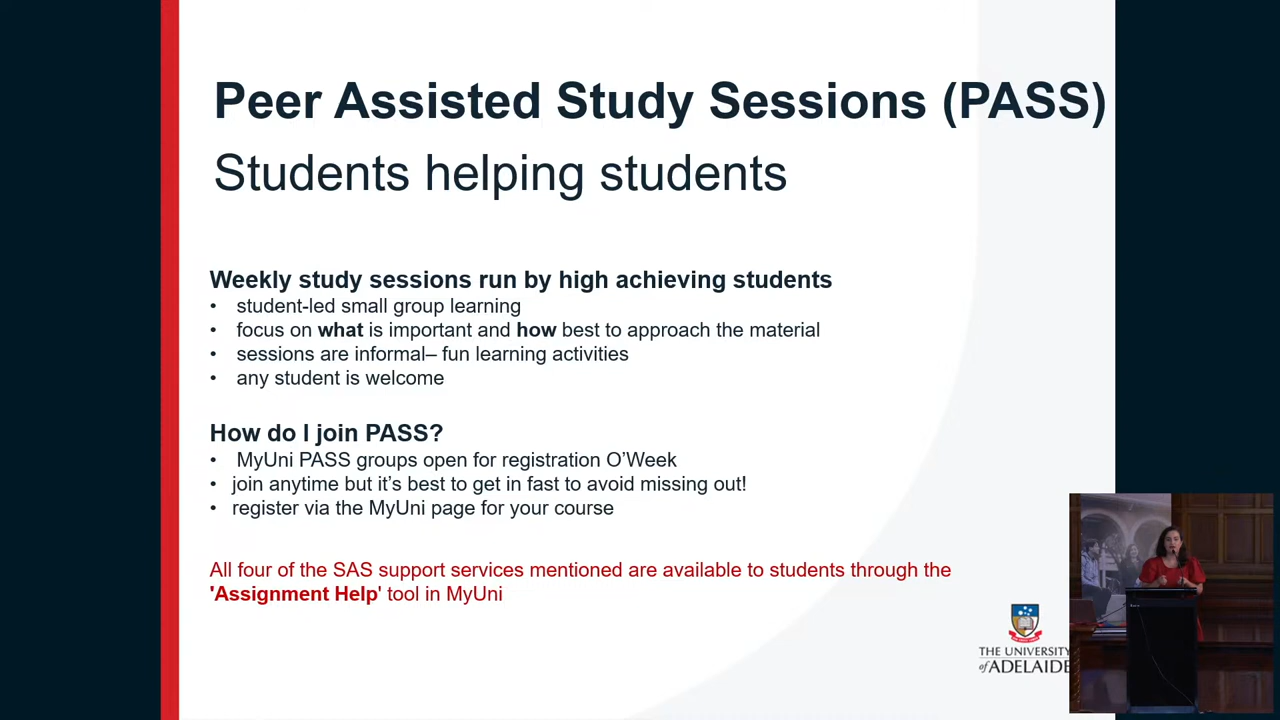 Peer Assisted Study Sessions (PASS)
Students helping students
Weekly study sessions run by high achieving students
• student-led small group learning
• focus on what is important and how best to approach the material
• sessions are informal– fun learning activities
• any student is welcome
How do I join PASS?
• MyUni PASS groups open for registration O’Week
• join anytime but it’s best to get in fast to avoid missing out!
• register via the MyUni page for your course
All four of the SAS support services mentioned are available to students through the
'Assignment Help' tool in MyUni
THE UNIVERSITY
of ADELAIDE